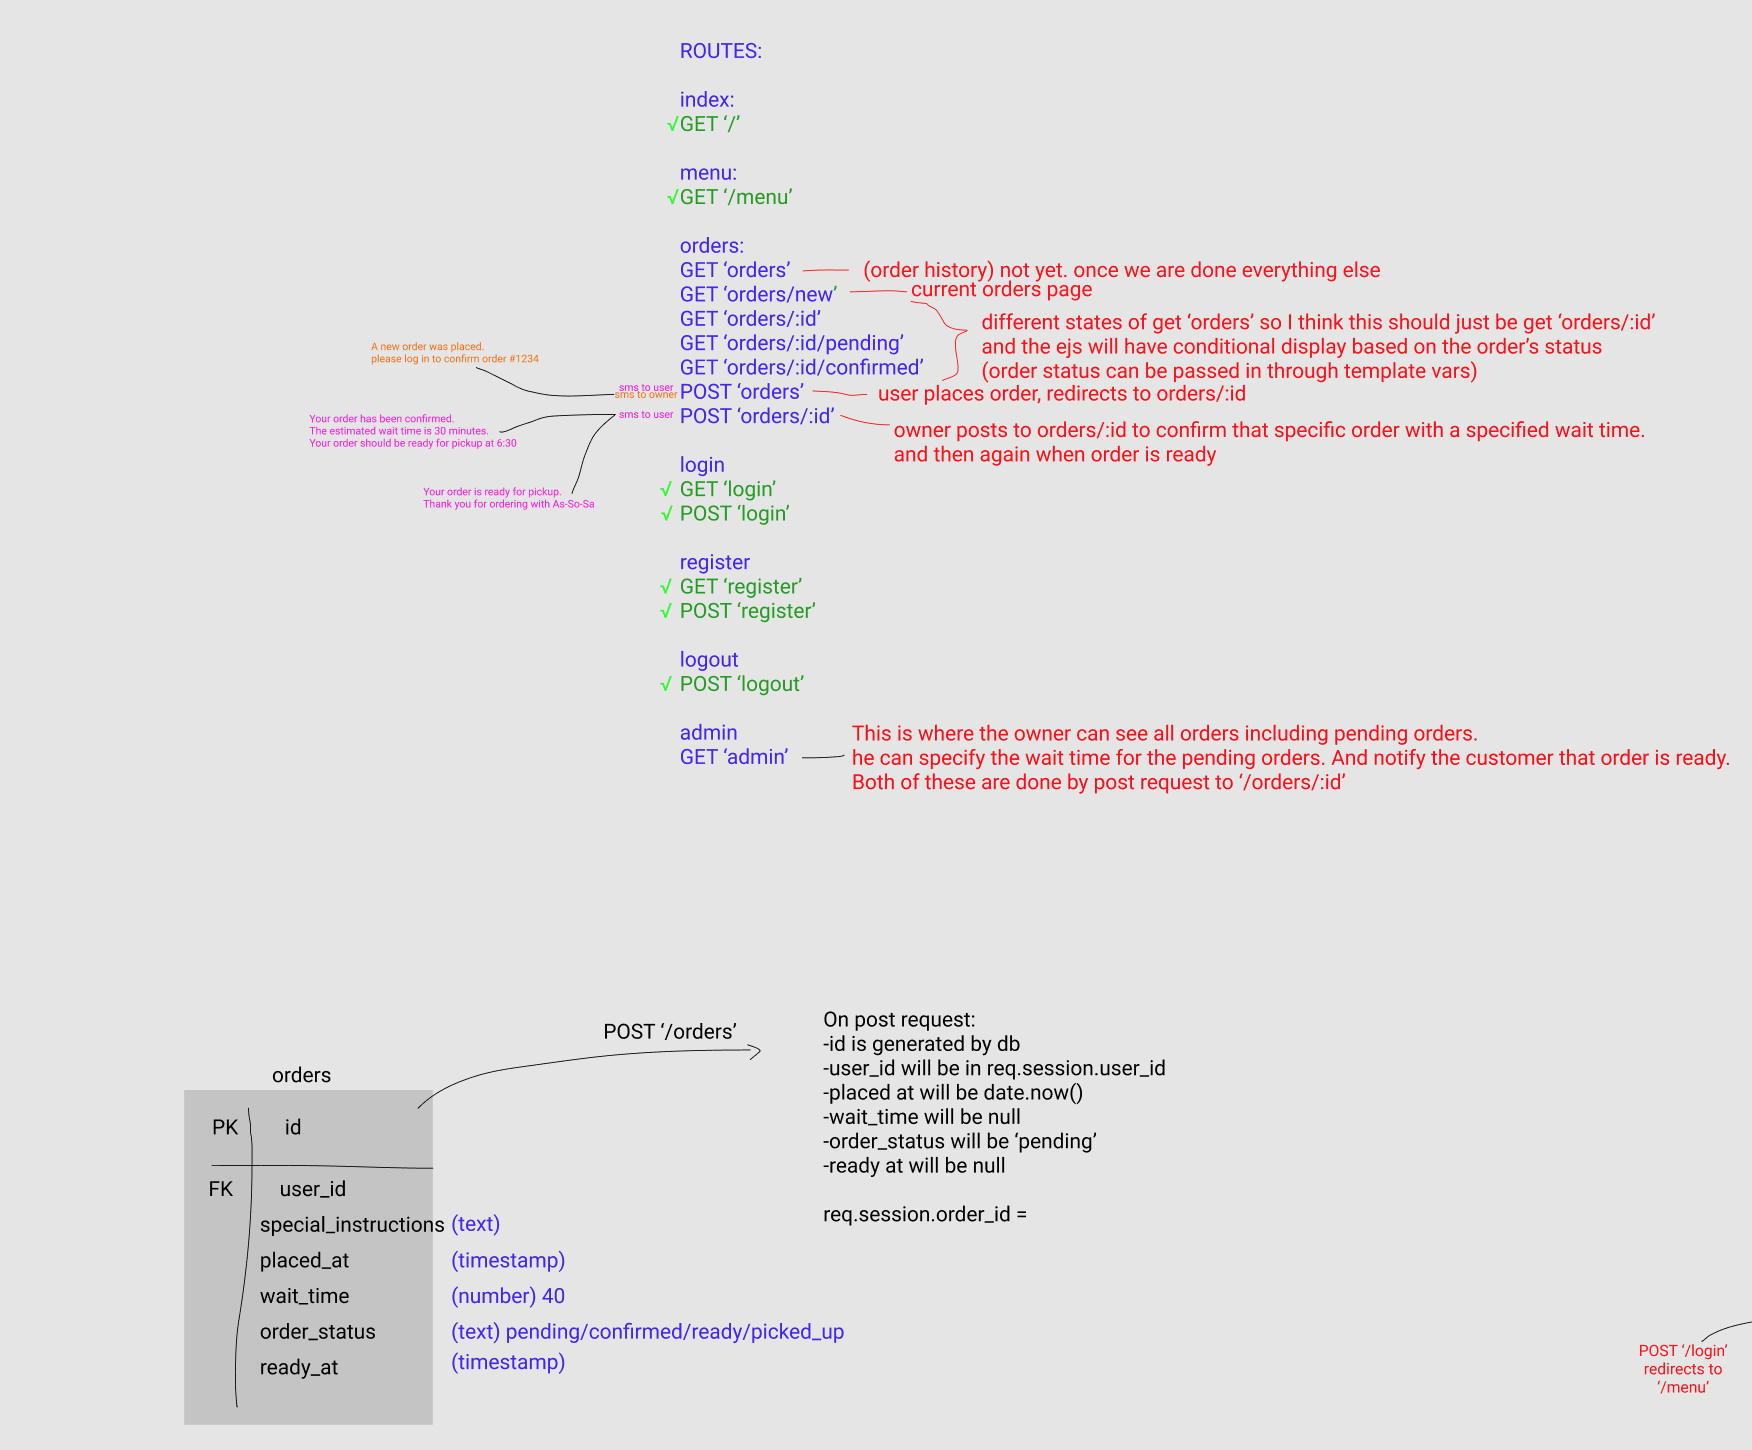 ROUTES:
index:
√GET ‘/’
menu:
√GET ‘/menu’
orders:
GET ‘orders’
(order history) not yet. once we are done everything else
GET ‘orders/new’
current orders page
GET ‘orders/:id’
GET ‘orders/:id/pending’
GET ‘orders/:id/confirmed’
different states of get ‘orders’ so I think this should just be get ‘orders/:id’
and the ejs will have conditional display based on the order’s status
(order status can be passed in through template vars)
A new order was placed.
please log in to confirm order #1234
sms to user
sms to owner
POST ‘orders’
user places order, redirects to orders/:id
sms to user
POST ‘orders/:id’
owner posts to orders/:id to confirm that specific order with a specified wait time.
and then again when order is ready
Your order has been confirmed.
The estimated wait time is 30 minutes.
Your order should be ready for pickup at 6:30
Your order is ready for pickup.
Thank you for ordering with As-So-Sa
login
√ GET ‘login’
√ POST ‘login’
register
√ GET ‘register’
√ POST ‘register’
logout
√ POST ‘logout’
admin
GET ‘admin’
This is where the owner can see all orders including pending orders.
he can specify the wait time for the pending orders. And notify the customer that order is ready.
Both of these are done by post request to ‘/orders/:id’
POST ‘/orders’
On post request:
-id is generated by db
-user_id will be in req.session.user_id
-placed at will be date.now()
-wait_time will be null
-order_status will be ‘pending’
-ready at will be null
req.session.order_id =
orders
PK id
FK user_id
special_instructions (text)
placed_at (timestamp)
wait_time (number) 40
order_status (text) pending/confirmed/ready/picked_up
ready_at (timestamp)
POST ‘/login’
redirects to
‘/menu’